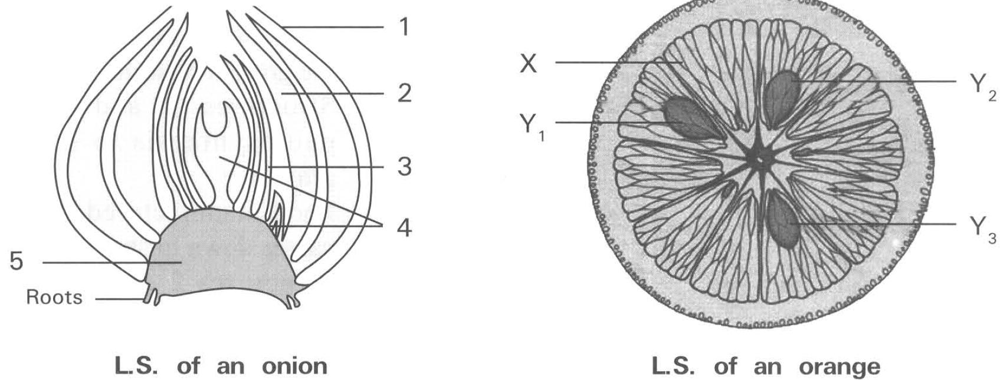 1
2
3
4
5
Roots
L.S. of an onion
X
Y1
Y2
Y3
L.S. of an orange